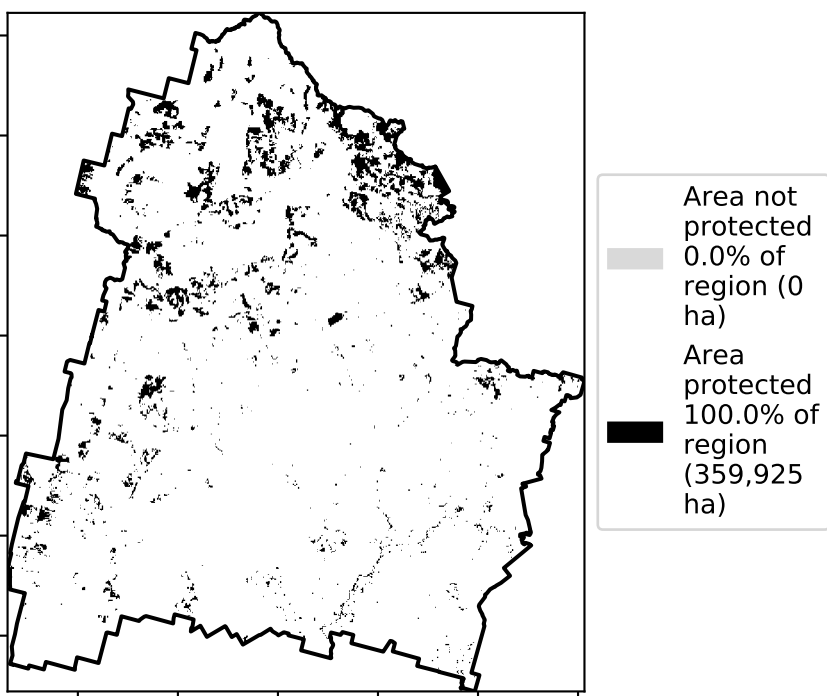 Area not
protected
0.0% of
region (0
ha)
Area
protected
100.0% of
region
(359,925
ha)